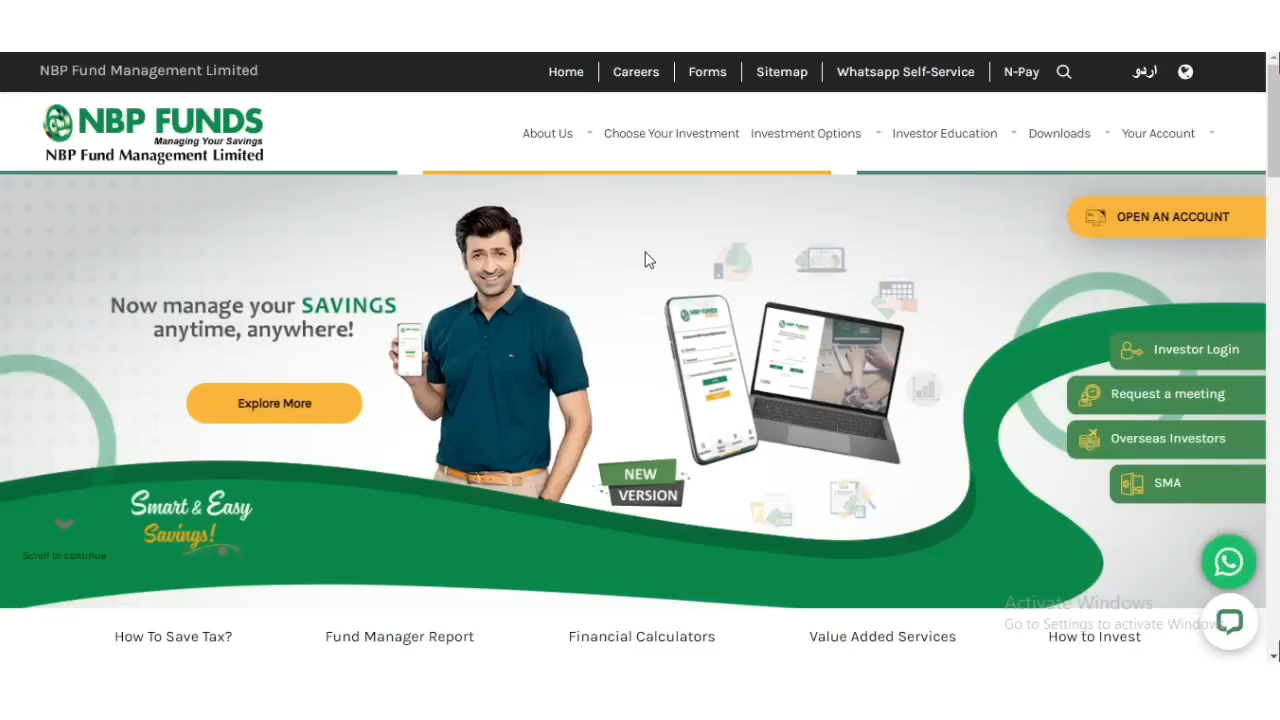 NBP Fund Management Limited
Home
Careers
Forms
Sitemap
Whatsapp Self-Service
N-Pay
اردو
NBP FUNDS
Managing Your Savings
NBP Fund Management Limited
About Us
Choose Your Investment
Investment Options
Investor Education
Downloads
Your Account
OPEN AN ACCOUNT
Now manage your SAVINGS
anytime, anywhere!
Explore More
NBP FUNDS
NBP FUNDS
Investor Login
Request a meeting
Overseas Investors
SMA
NEW
VERSION
Smart & Easy
Savings!
Scroll to continue
Activate Windows
Go to Settings to activate Windows
How To Save Tax?
Fund Manager Report
Financial Calculators
Value Added Services
How to Invest